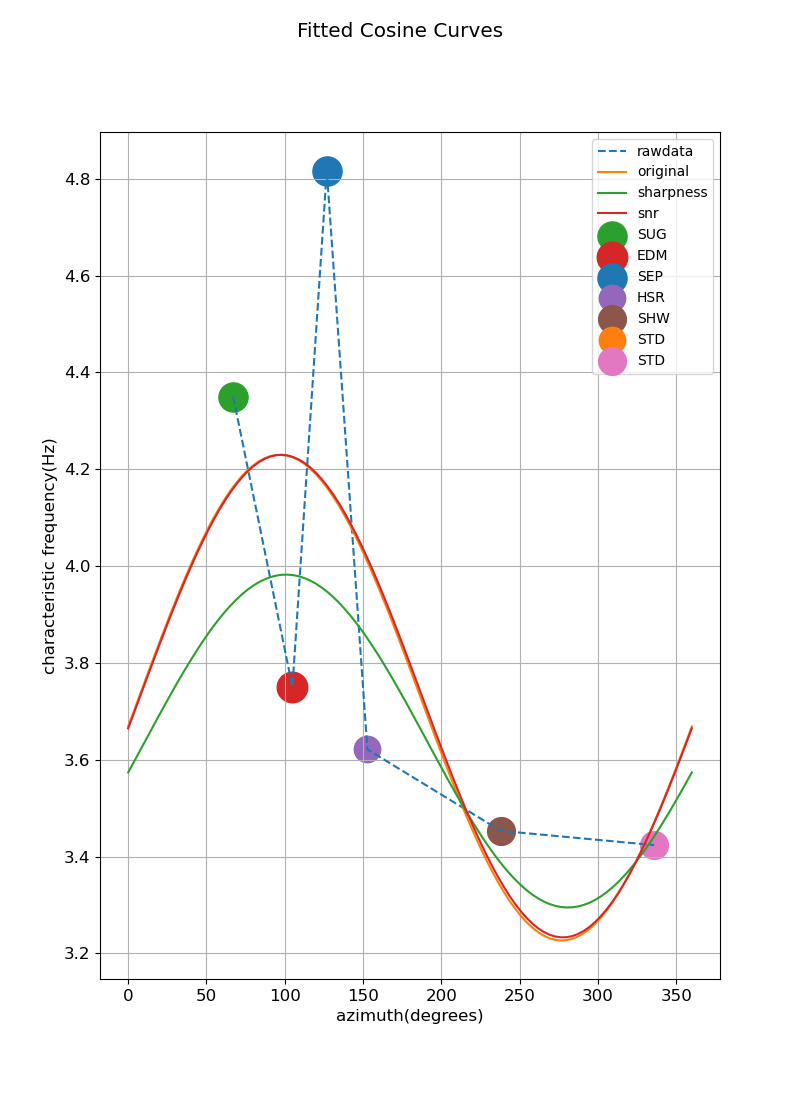 Fitted Cosine Curves
rawdata
original
sharpness
snr
SUG
EDM
SEP
HSR
SHW
STD
STD
4.8
4.6
4.4
4.2
4.0
3.8
3.6
3.4
3.2
characteristic frequency(Hz)
0 50 100 150 200 250 300 350
azimuth(degrees)